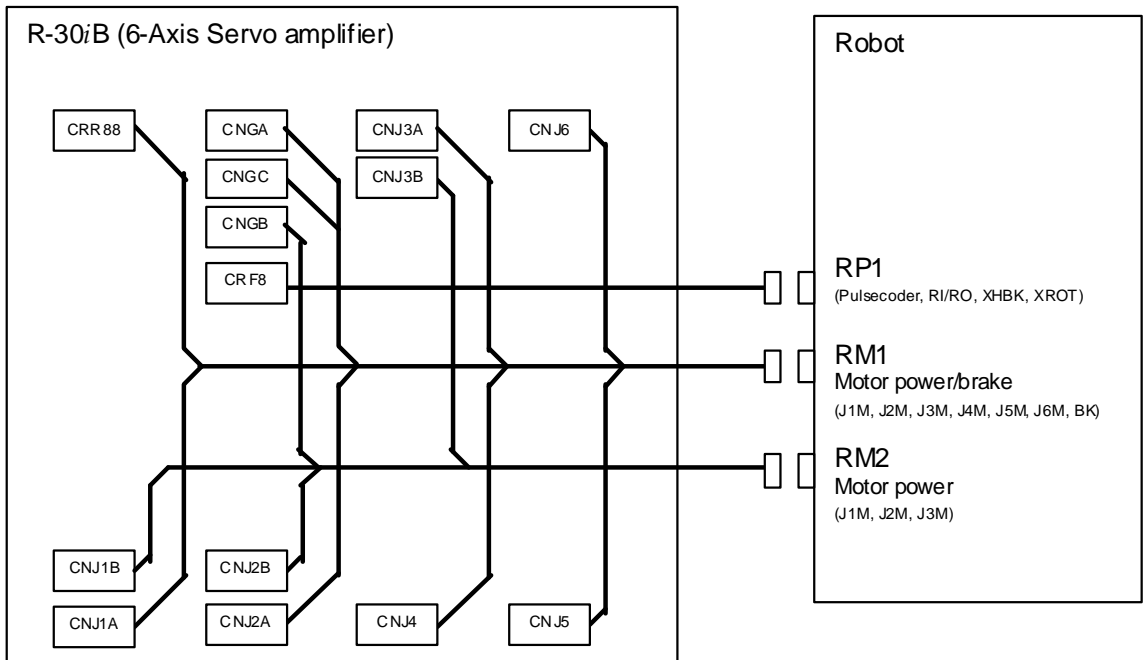 R-30iB (6-Axis Servo amplifier)
Robot
CRR88
CNGA
CNJ3A
CNJ6
CNGC
CNJ3B
CNGB
CRF8
RP1
(Pulsecoder, RI/RO, XHBK, XROT)
RM1
Motor power/brake
(J1M, J2M, J3M, J4M, J5M, J6M, BK)
RM2
Motor power
(J1M, J2M, J3M)
CNJ1B
CNJ2B
CNJ1A
CNJ2A
CNJ4
CNJ5